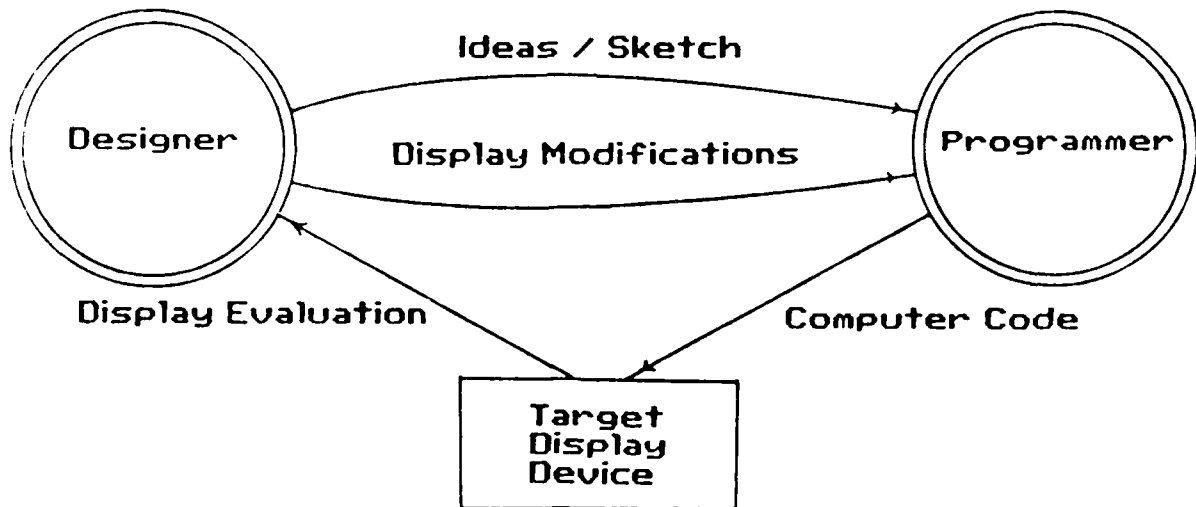 Ideas / Sketch
Designer
Programmer
Display Modifications
Display Evaluation
Computer Code
Target
Display
Device